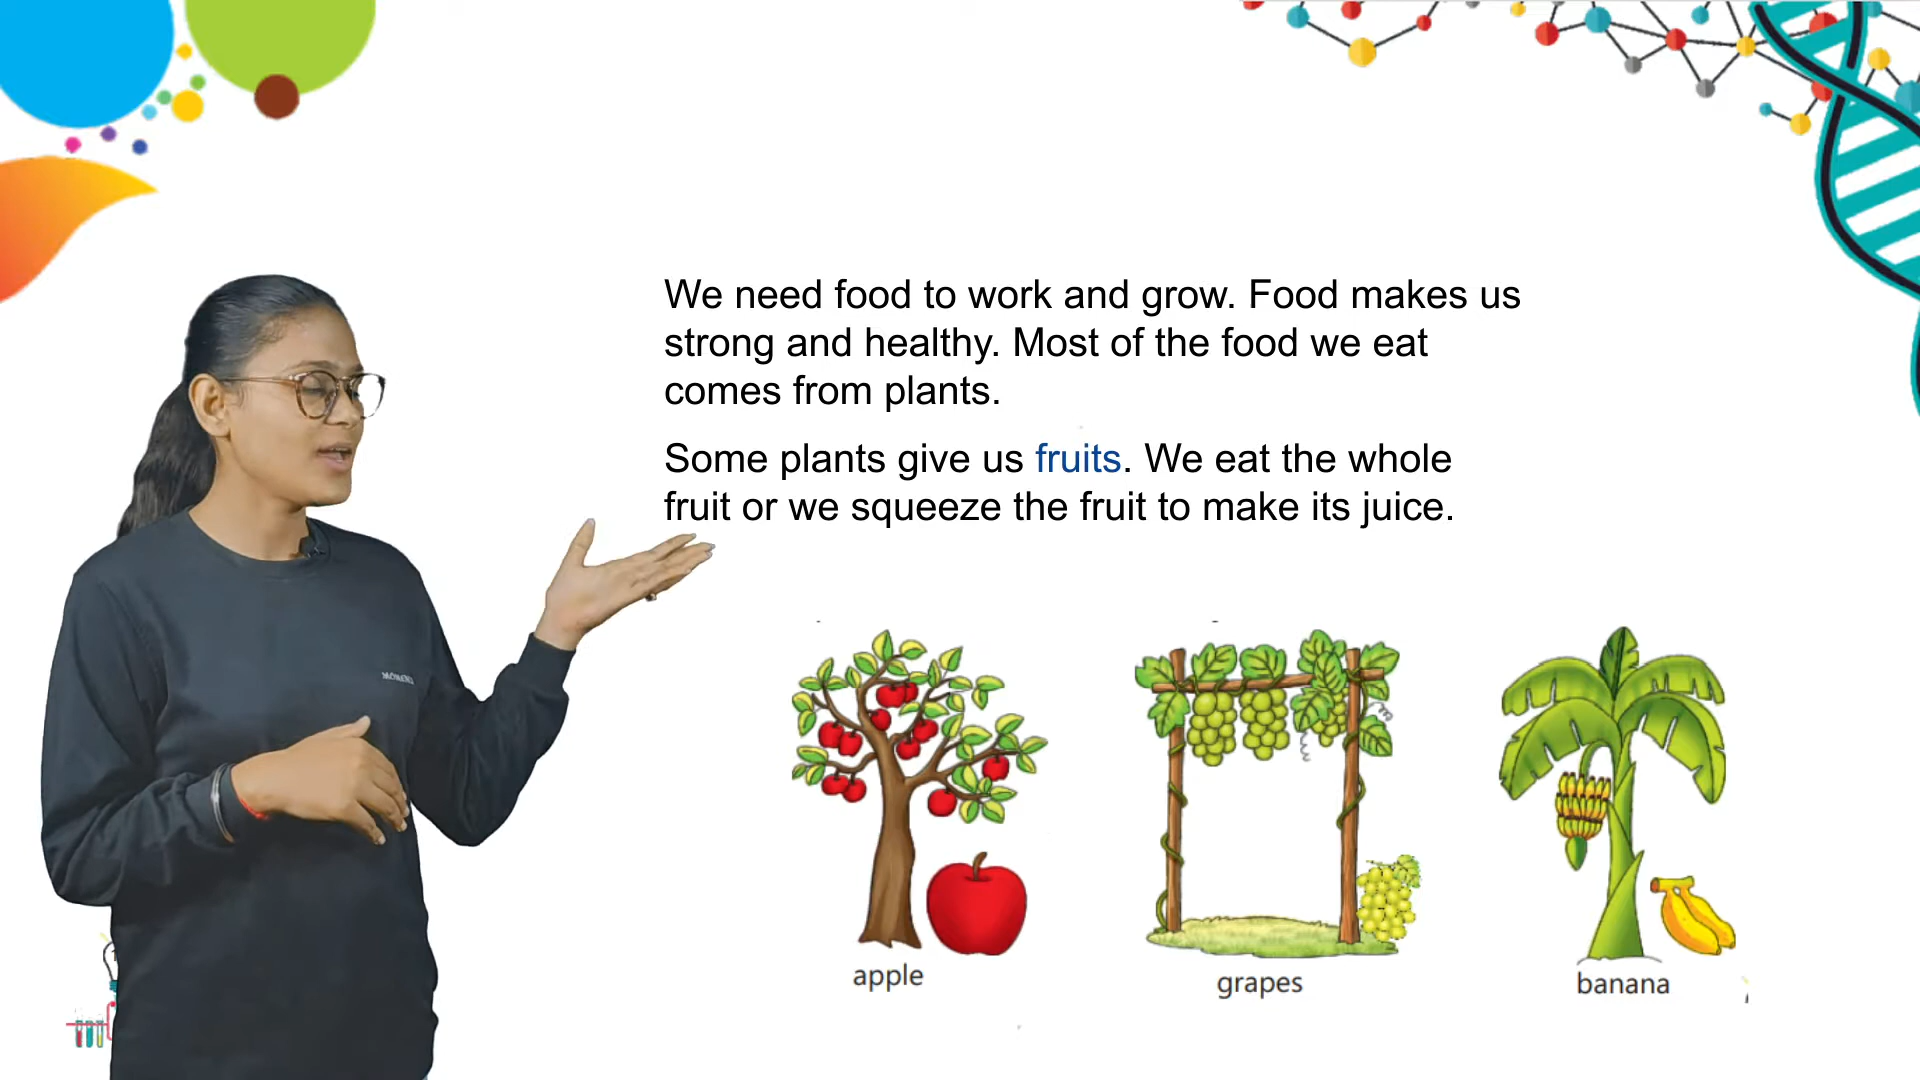 We need food to work and grow. Food makes us
strong and healthy. Most of the food we eat
comes from plants.
Some plants give us fruits. We eat the whole
fruit or we squeeze the fruit to make its juice.
apple
grapes
banana